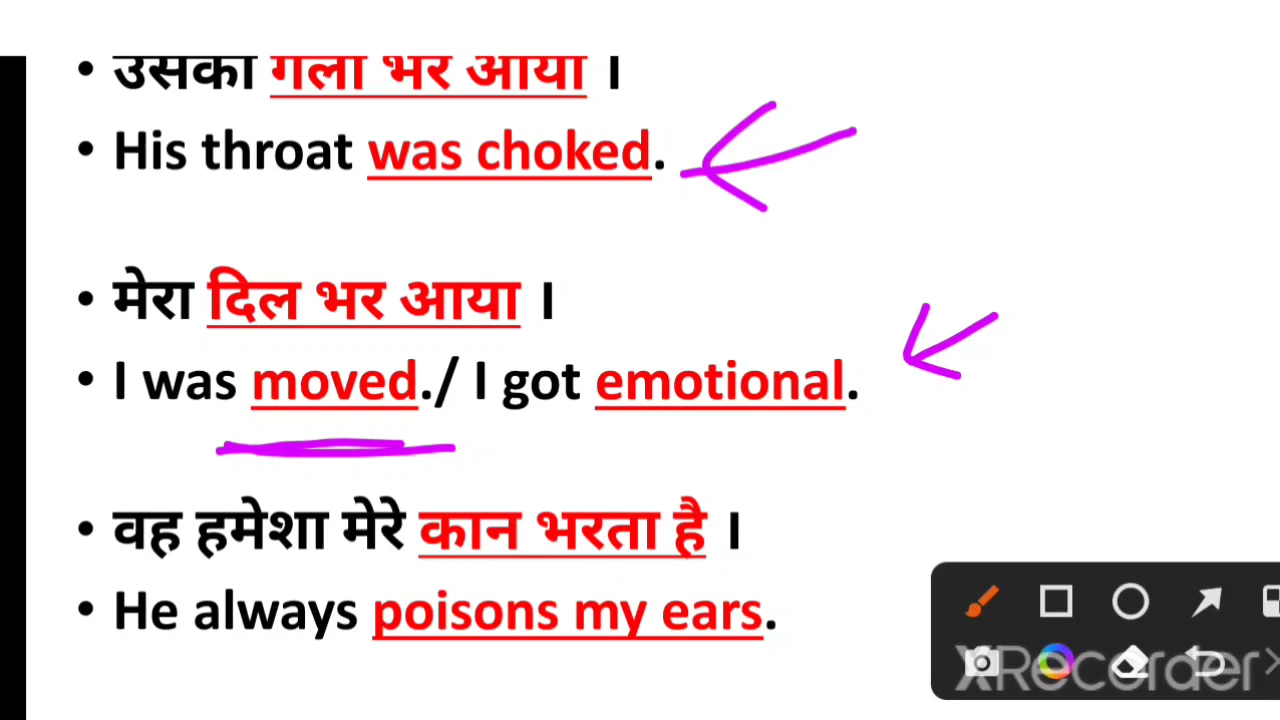 • उसका गला भर आया ।
• His throat was choked.
• मेरा दिल भर आया ।
• I was moved./ I got emotional.
• वह हमेशा मेरे कान भरता है ।
• He always poisons my ears.
XRecorder